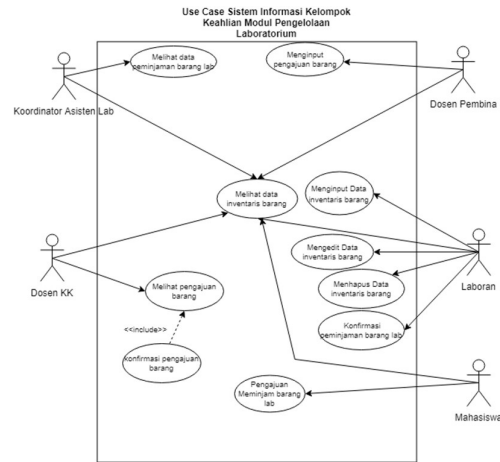 Use Case Sistem Informasi Kelompok
Keahlian Modul Pengelolaan
Laboratorium
Melihat data
peminjaman barang lab
Menginput
pengajuan barang
Koordinator Asisten Lab
Dosen Pembina
Melihat data
inventaris barang
Menginput Data
inventaris barang
Mengedit Data
inventaris barang
Menhapus Data
inventaris barang
Laboran
Dosen KK
Melihat pengajuan
barang
Konfirmasi
peminjaman barang lab
<<include>>
konfirmasi pengajuan
barang
Pengajuan
Meminjam barang
lab
Mahasiswa